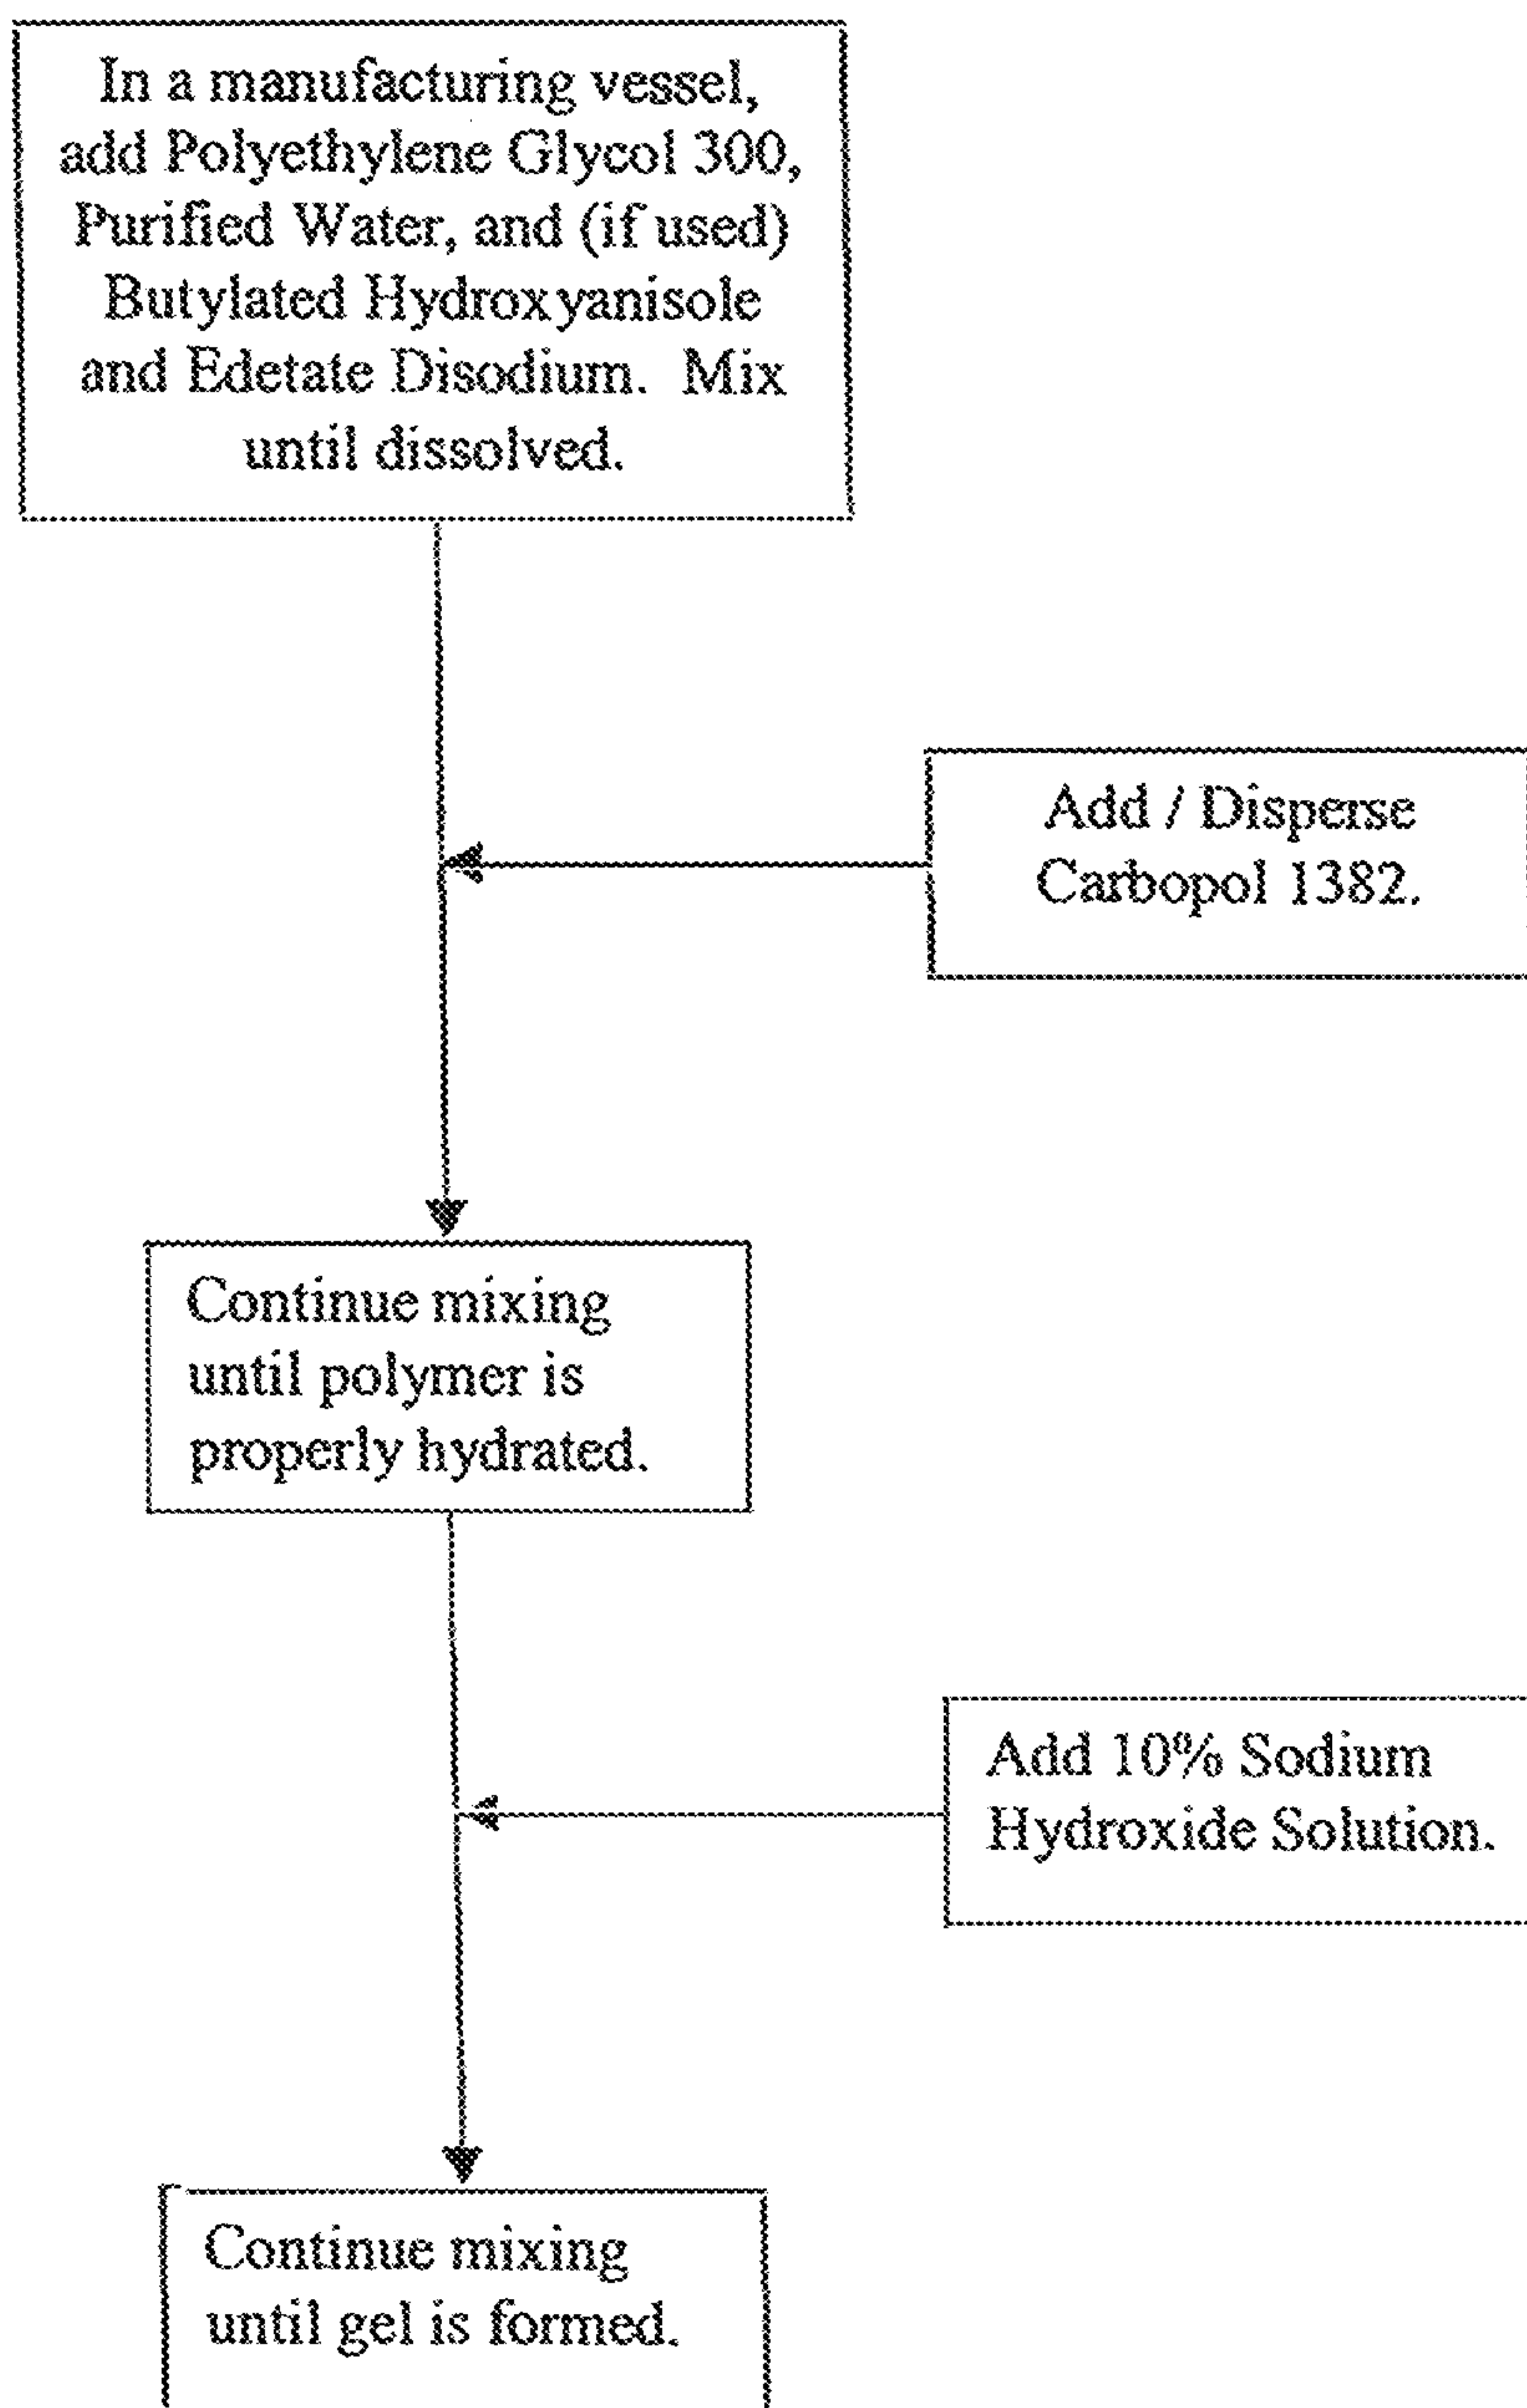 In a manufacturing vessel,
add Polyethylene Glycol 300,
Purified Water, and (if used)
Butylated Hydroxyanisole
and Edetate Disodium. Mix
until dissolved.
Add / Disperse
Carbopol 1382.
Continue mixing
until polymer is
properly hydrated.
Add 10% Sodium
Hydroxide Solution.
Continue mixing
until gel is formed.